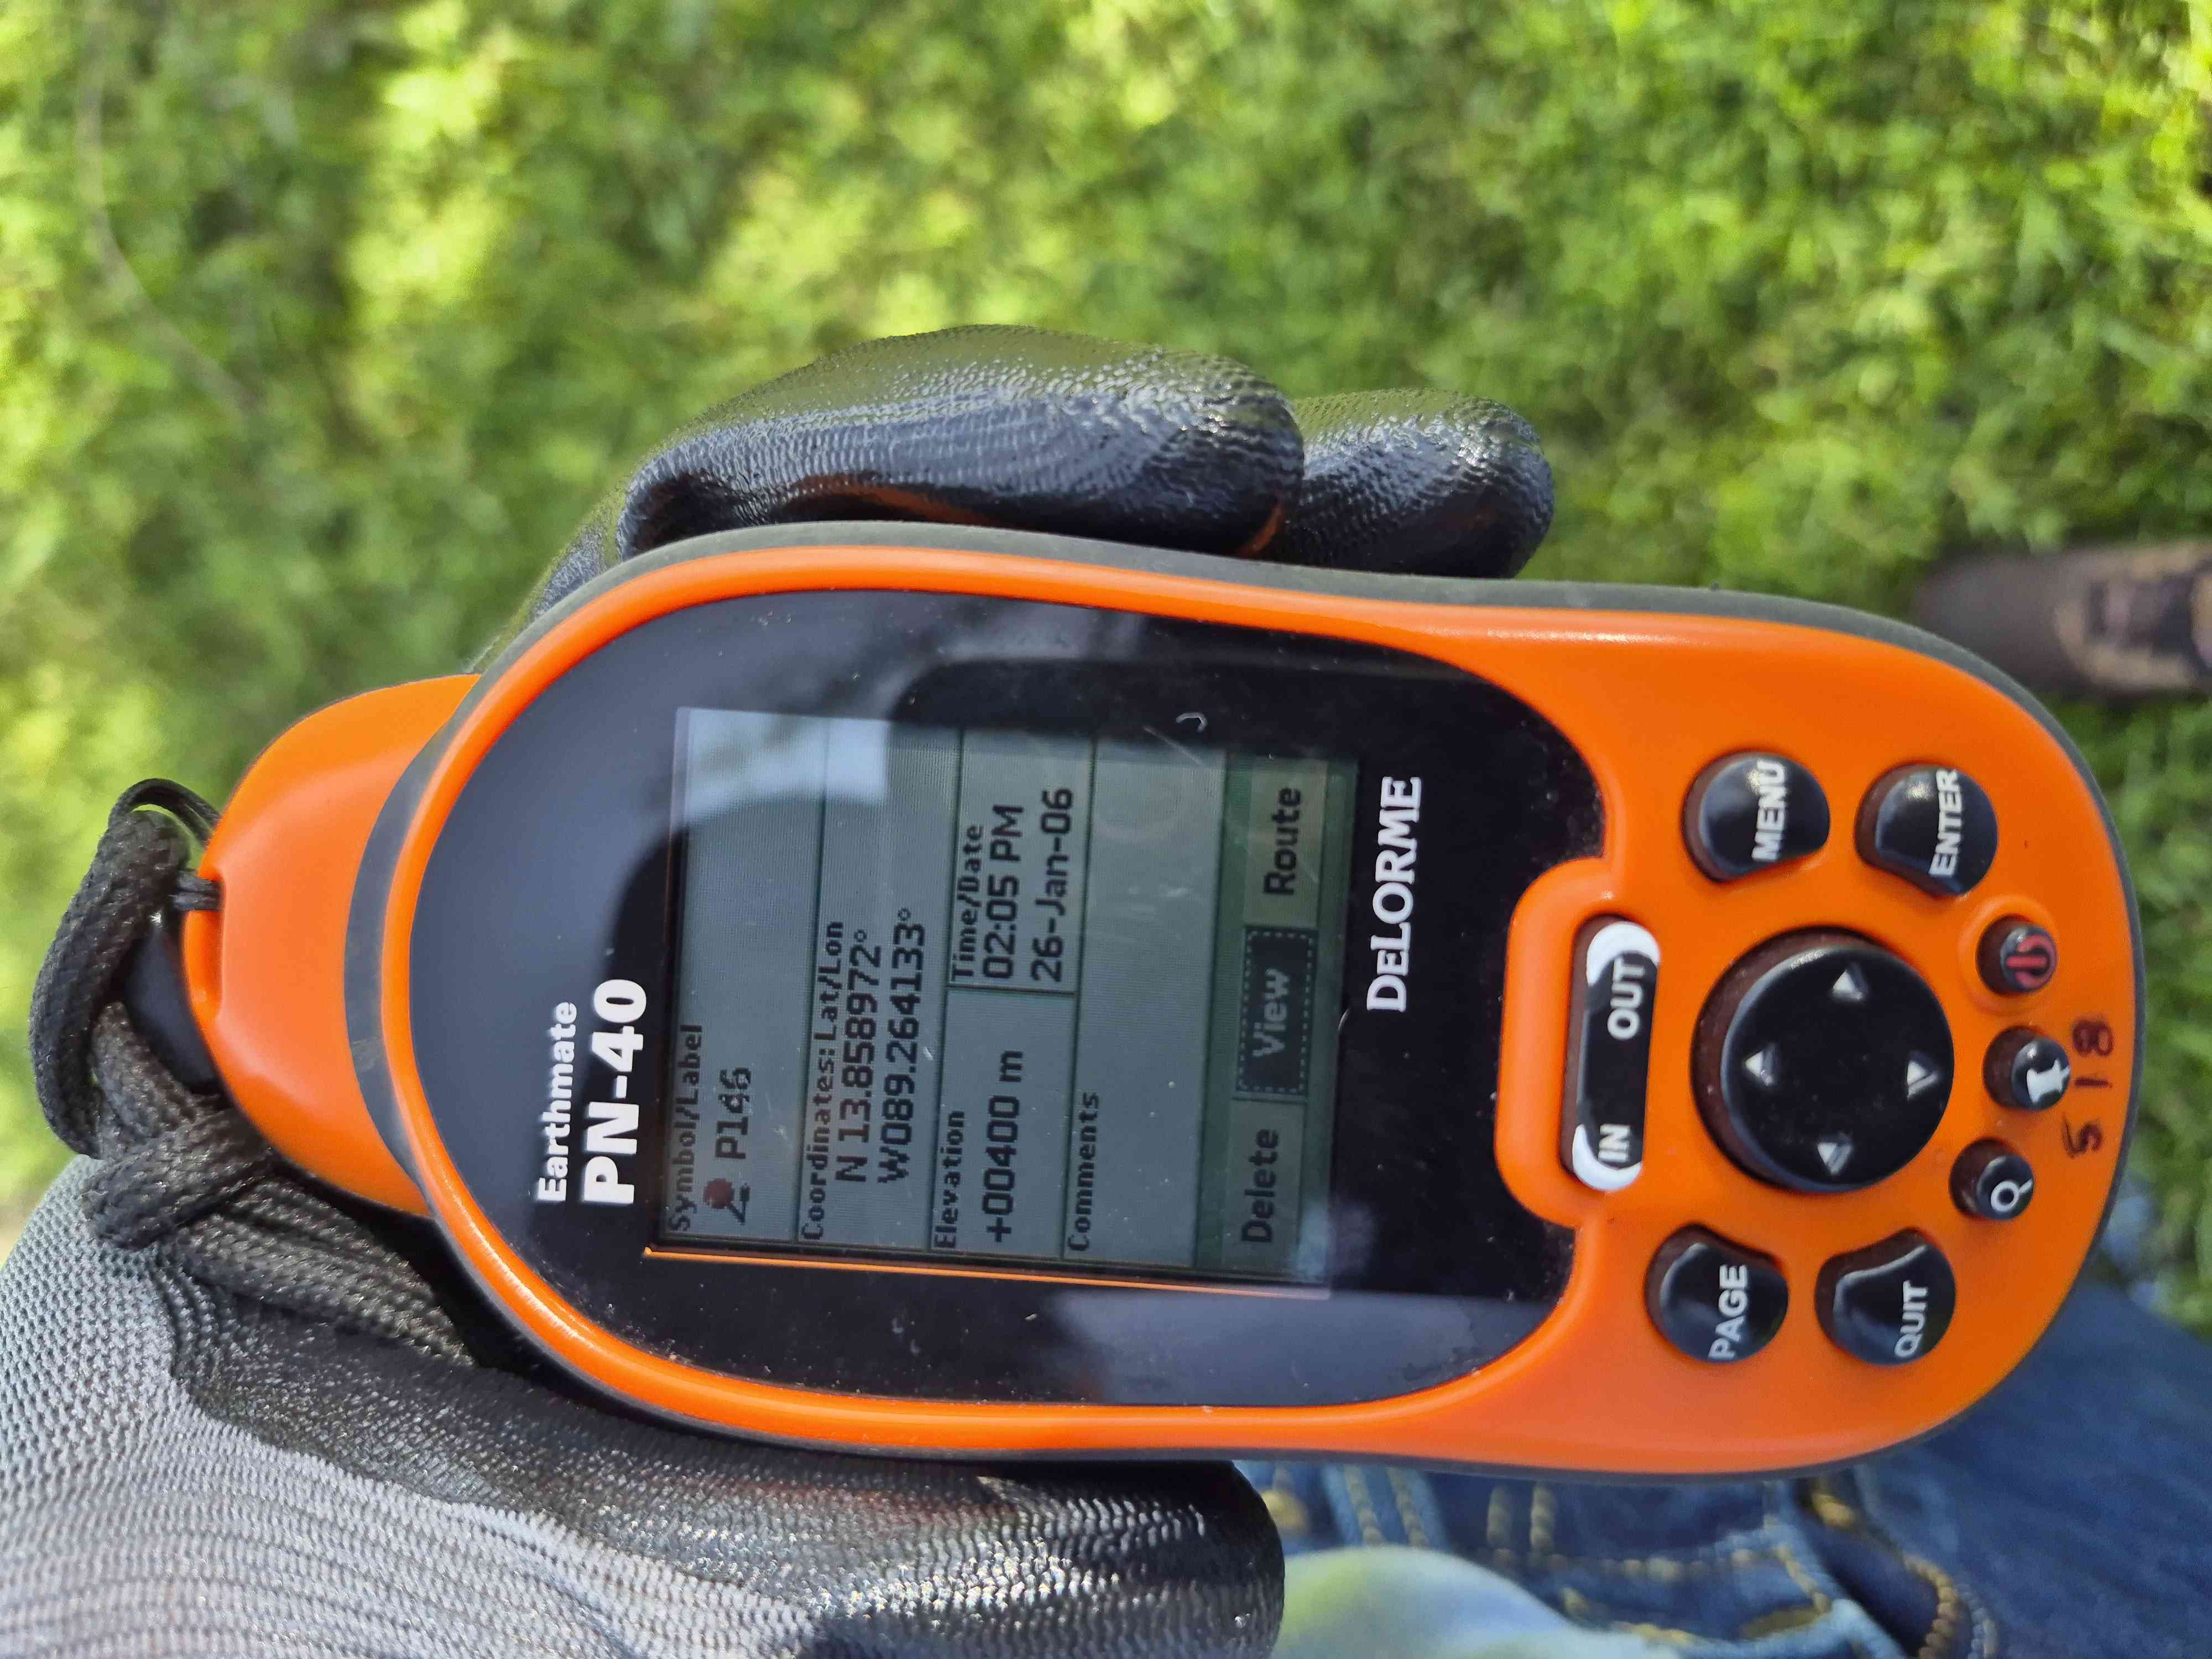 Earthmate
PN-40
Symbol/Label
P146
Coordinates: Lat/Lon
N 13.858972°
W089.264133°
Elevation
+00400 m
Time/Date
02:05 PM
26-Jan-06
Comments
Delete View Route
DELORME
IN OUT
PAGE
MENU
QUIT
ENTER
518